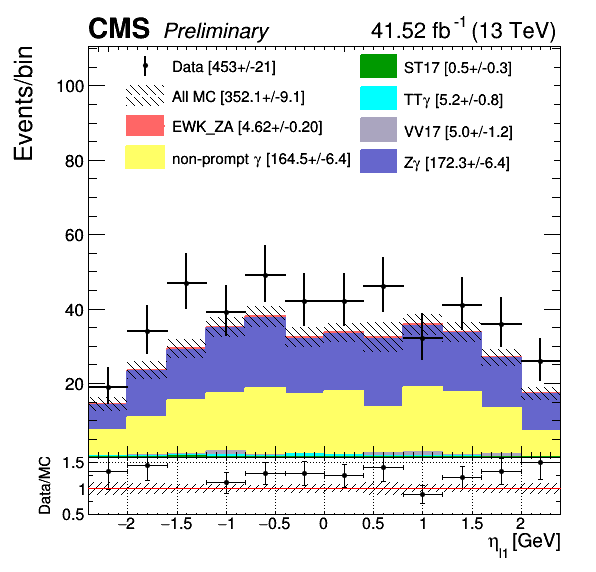 CMS Preliminary 41.52 fb⁻¹ (13 TeV)
Events/bin
100
80
60
40
20
Data [453+/-21]
All MC [352.1+/-9.1]
EWK_ZA [4.62+/-0.20]
non-prompt γ [164.5+/-6.4]
ST17 [0.5+/-0.3]
TTγ [5.2+/-0.8]
VV17 [5.0+/-1.2]
Zγ [172.3+/-6.4]
Data/MC
1.5
1
0.5
−2 −1.5 −1 −0.5 0 0.5 1 1.5 2
η_l1 [GeV]